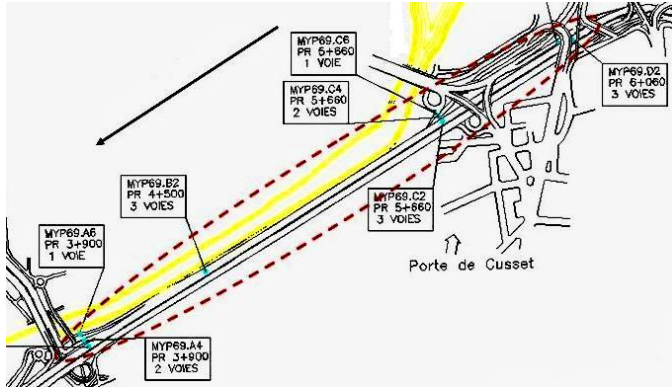 MYP69.C6
PR 5+660
1 VOIE
MYP69.C4
PR 5+660
2 VOIES
MYP69.D2
PR 6+060
3 VOIES
MYP69.B2
PR 4+500
3 VOIES
MYP69.C2
PR 5+660
3 VOIES
MYP69.A6
PR 3+900
1 VOIE
Porte de Cusset
MYP69.A4
PR 3+900
2 VOIES